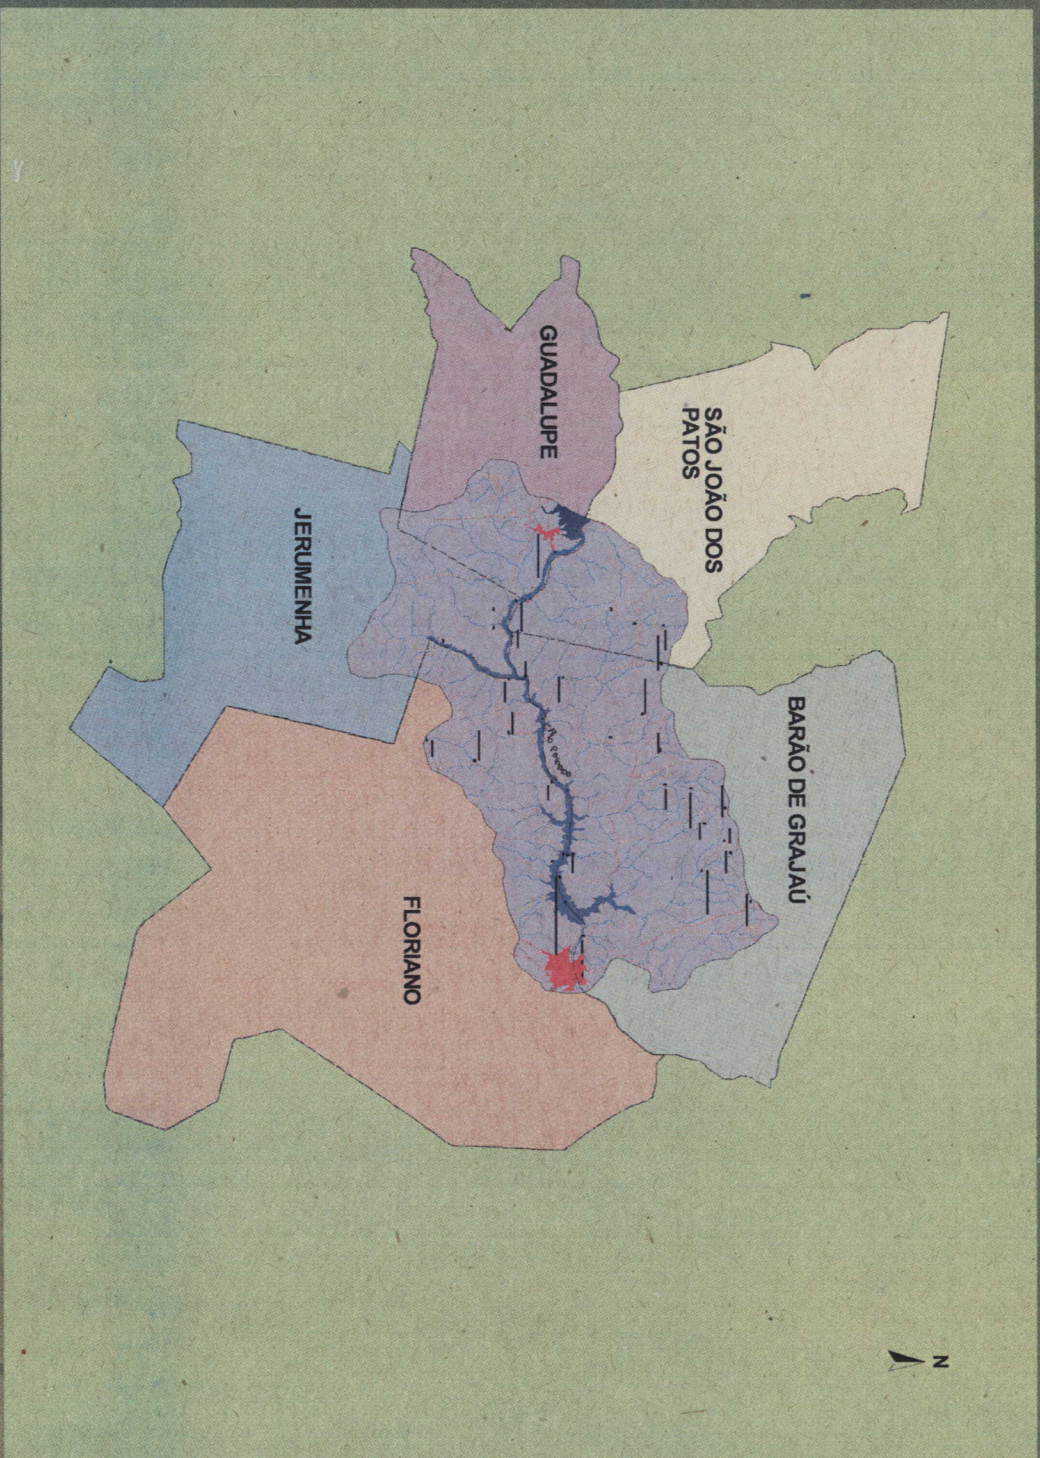 SÃO JOÃO DOS
PATOS
BARÃO DE GRAJAÚ
GUADALUPE
JERUMENHA
FLORIANO
N